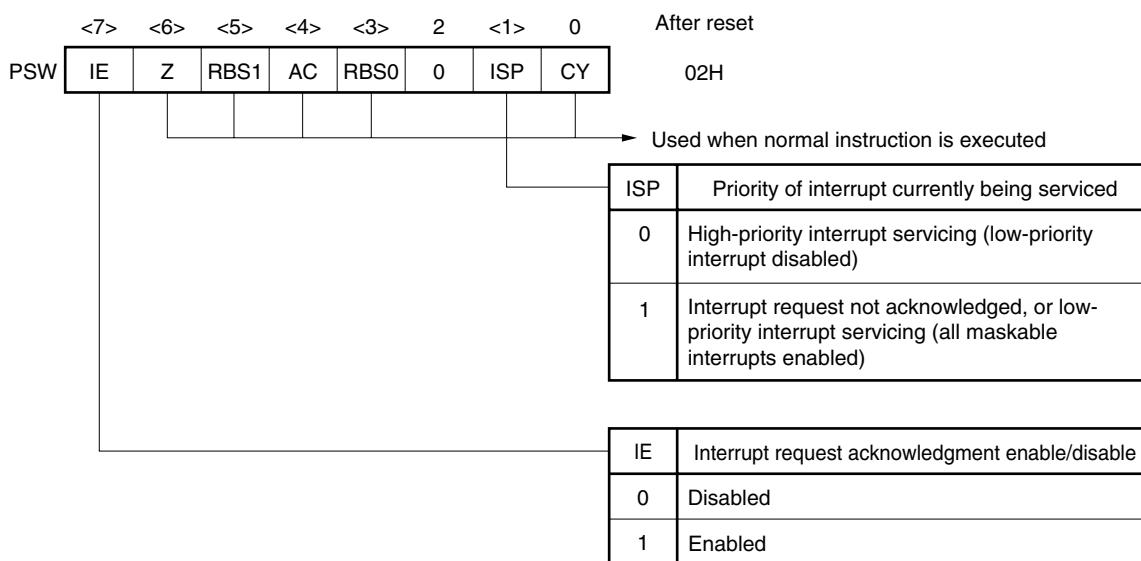 <7> <6> <5> <4> <3> 2 <1> 0 After reset
PSW IE Z RBS1 AC RBS0 0 ISP CY 02H
Used when normal instruction is executed
ISP Priority of interrupt currently being serviced
0 High-priority interrupt servicing (low-priority
interrupt disabled)
1 Interrupt request not acknowledged, or low-
priority interrupt servicing (all maskable
interrupts enabled)
IE Interrupt request acknowledgment enable/disable
0 Disabled
1 Enabled